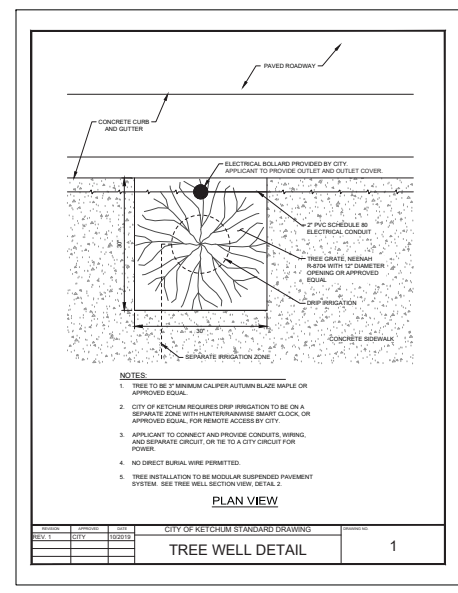 PAVED ROADWAY
CONCRETE CURB
AND GUTTER
ELECTRICAL BOLLARD PROVIDED BY CITY.
APPLICANT TO PROVIDE OUTLET AND OUTLET COVER.
2" PVC SCHEDULE 80
ELECTRICAL CONDUIT
30"
TREE GRATE, NEENAH
R-8704 WITH 12" DIAMETER
OPENING OR APPROVED
EQUAL
DRIP IRRIGATION
30"
CONCRETE SIDEWALK
SEPARATE IRRIGATION ZONE
NOTES:
1. TREE TO BE 3" MINIMUM CALIPER AUTUMN BLAZE MAPLE OR
APPROVED EQUAL.
2. CITY OF KETCHUM REQUIRES DRIP IRRIGATION TO BE ON A
SEPARATE ZONE WITH HUNTER/RAINWISE SMART CLOCK, OR
APPROVED EQUAL, FOR REMOTE ACCESS BY CITY.
3. APPLICANT TO CONNECT AND PROVIDE CONDUITS, WIRING,
AND SEPARATE CIRCUIT, OR TIE TO A CITY CIRCUIT FOR
POWER.
4. NO DIRECT BURIAL WIRE PERMITTED.
5. TREE INSTALLATION TO BE MODULAR SUSPENDED PAVEMENT
SYSTEM. SEE TREE WELL SECTION VIEW, DETAIL 2.
PLAN VIEW
REVISION APPROVED DATE CITY OF KETCHUM STANDARD DRAWING DRAWING NO.
REV. 1 CITY 10/2019
TREE WELL DETAIL 1